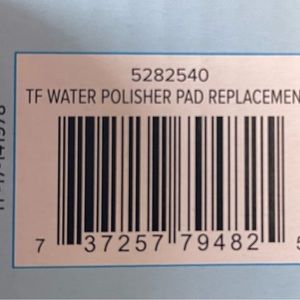 5282540
TF WATER POLISHER PAD REPLACEMEN
7 37257 79482 5